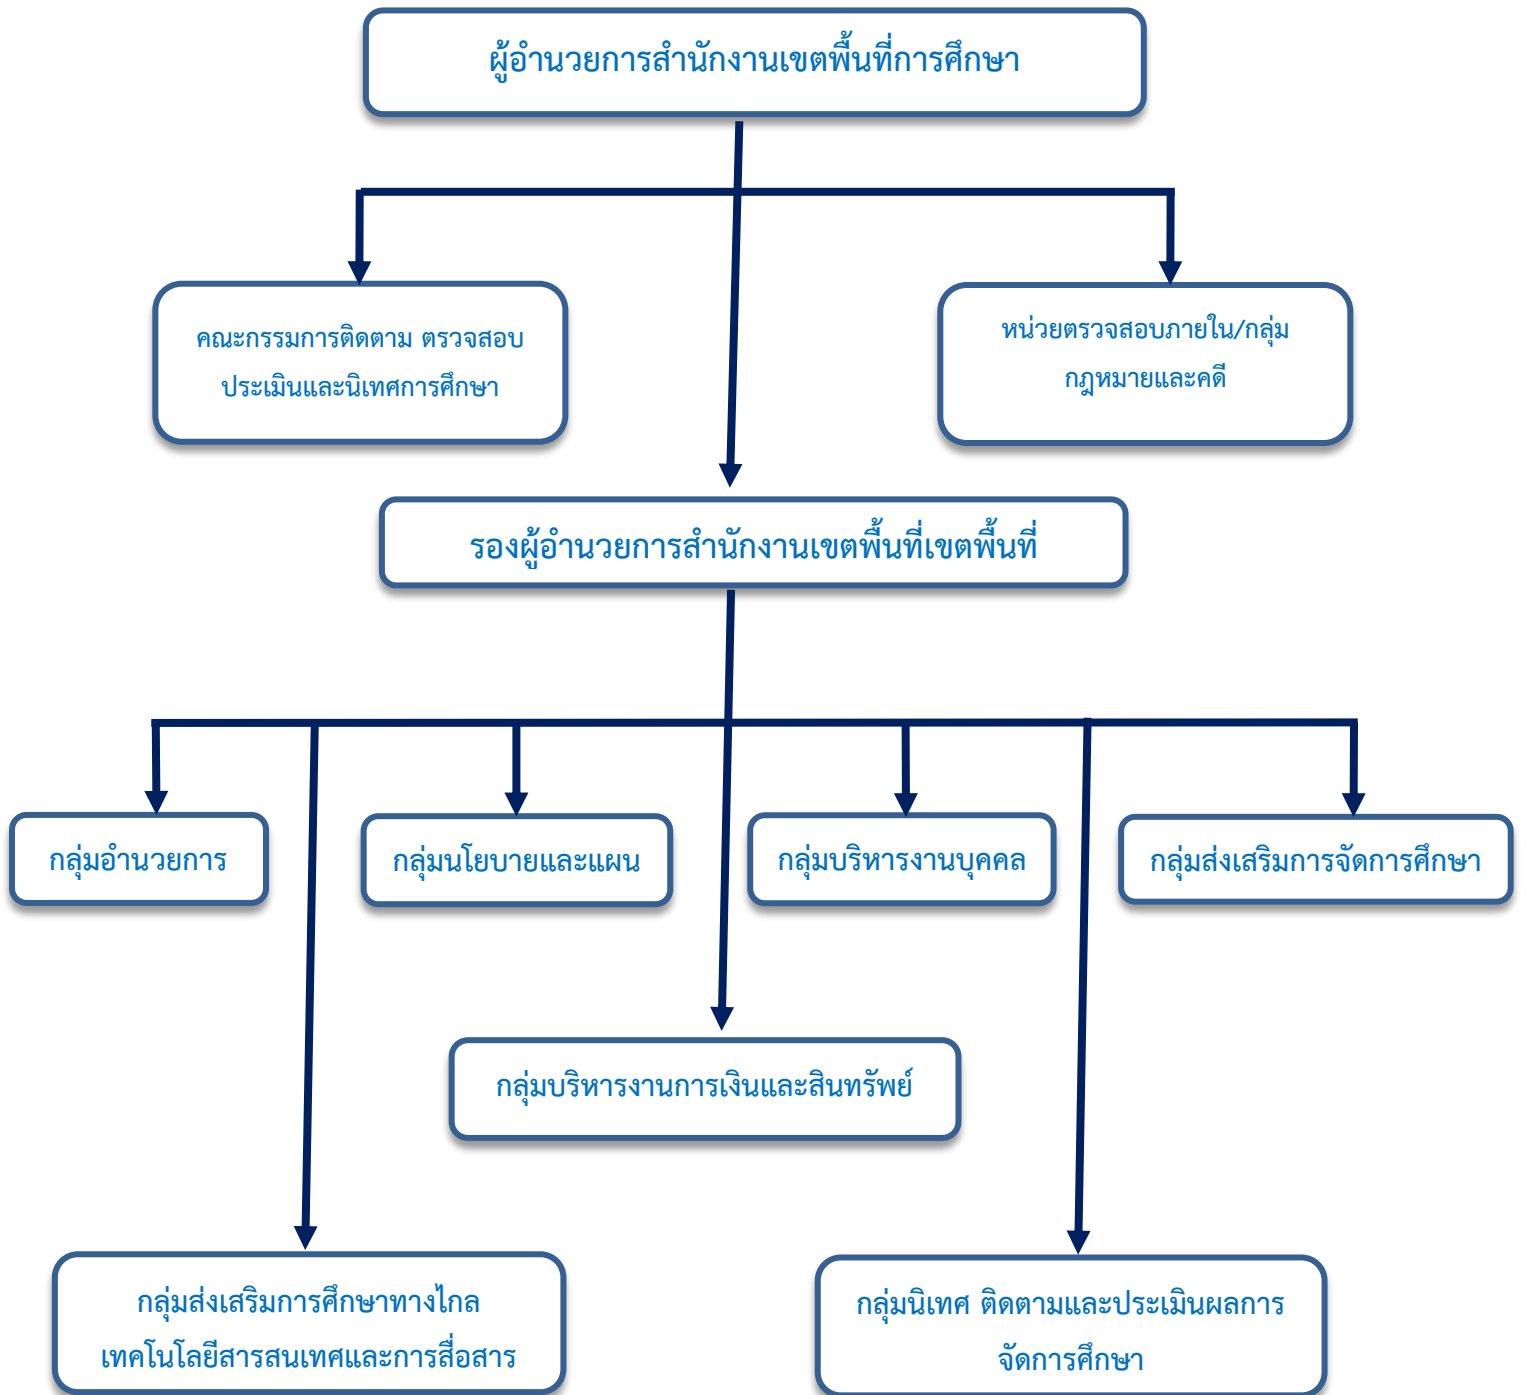 ผู้อำนวยการสำนักงานเขตพื้นที่การศึกษา
คณะกรรมการติดตาม ตรวจสอบ
ประเมินและนิเทศการศึกษา
หน่วยตรวจสอบภายใน/กลุ่ม
กฎหมายและคดี
รองผู้อำนวยการสำนักงานเขตพื้นที่เขตพื้นที่
กลุ่มอำนวยการ
กลุ่มนโยบายและแผน
กลุ่มบริหารงานบุคคล
กลุ่มส่งเสริมการจัดการศึกษา
กลุ่มบริหารงานการเงินและสินทรัพย์
กลุ่มส่งเสริมการศึกษาทางไกล
เทคโนโลยีสารสนเทศและการสื่อสาร
กลุ่มนิเทศ ติดตามและประเมินผลการ
จัดการศึกษา